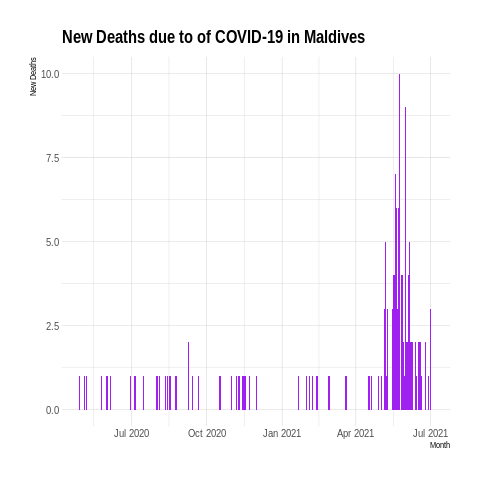 New Deaths due to of COVID-19 in Maldives
New Deaths
10.0
7.5
5.0
2.5
0.0
Jul 2020 Oct 2020 Jan 2021 Apr 2021 Jul 2021
Month